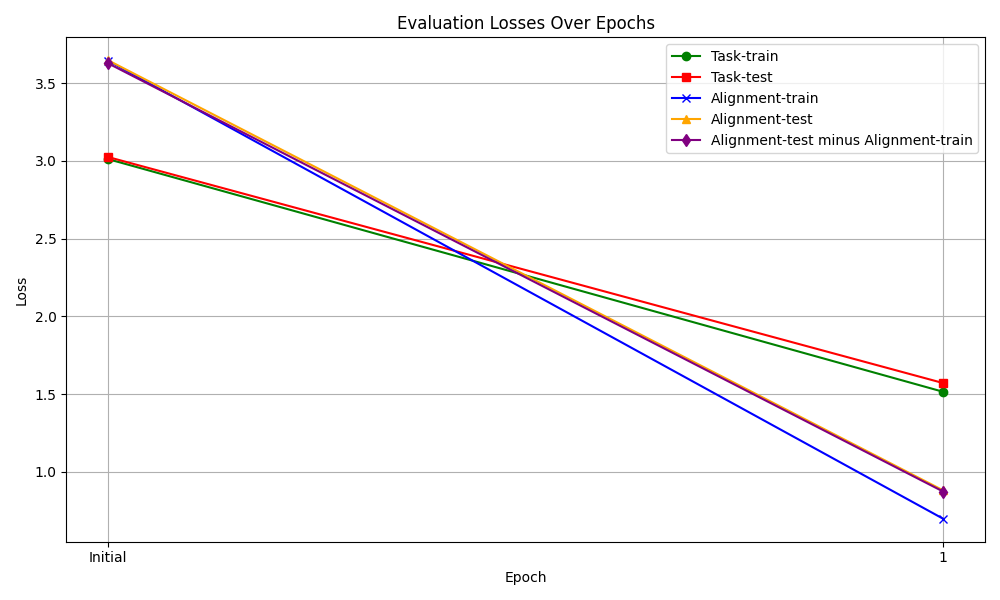 Evaluation Losses Over Epochs
Task-train
Task-test
Alignment-train
Alignment-test
Alignment-test minus Alignment-train
3.5
3.0
2.5
2.0
1.5
1.0
Loss
Initial
1
Epoch